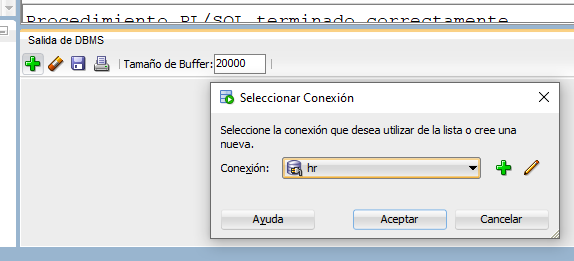 Procedimiento PL/SQL terminado correctamente
Salida de DBMS
Tamaño de Buffer: 20000
Seleccionar Conexión
Seleccione la conexión que desea utilizar de la lista o cree una
nueva.
Conexión: hr
Ayuda Aceptar Cancelar